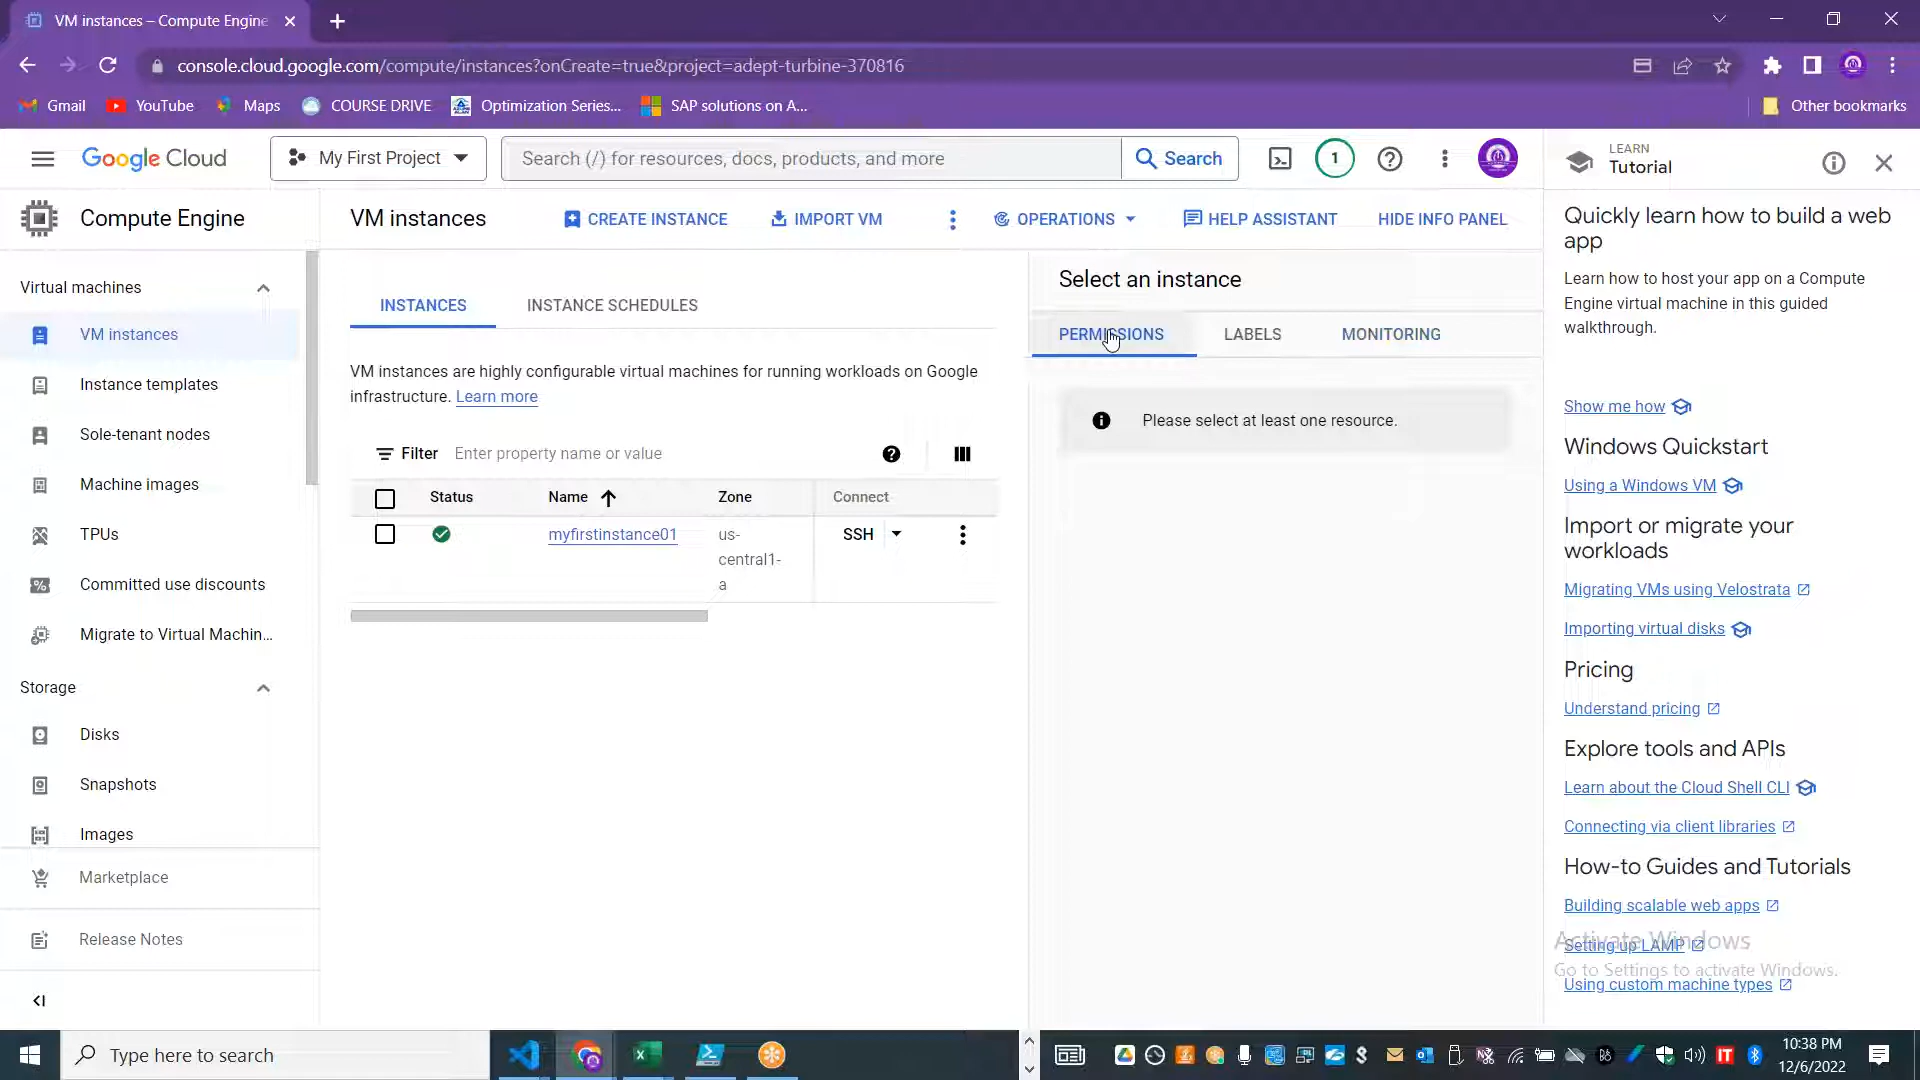 VM instances – Compute Engine
console.cloud.google.com/compute/instances?onCreate=true&project=adept-turbine-370816
Gmail
YouTube
Maps
COURSE DRIVE
Optimization Series...
SAP solutions on A...
Other bookmarks
Google Cloud
My First Project
Search (/) for resources, docs, products, and more
Search
1
LEARN
Tutorial
Compute Engine
VM instances
CREATE INSTANCE
IMPORT VM
OPERATIONS
HELP ASSISTANT
HIDE INFO PANEL
Virtual machines
VM instances
Instance templates
Sole-tenant nodes
Machine images
TPUs
Committed use discounts
Migrate to Virtual Machin...
Storage
Disks
Snapshots
Images
Marketplace
Release Notes
INSTANCES
INSTANCE SCHEDULES
VM instances are highly configurable virtual machines for running workloads on Google
infrastructure. Learn more
Filter
Enter property name or value
Status
Name
Zone
Connect
myfirstinstance01
us-
central1-
a
SSH
Select an instance
PERMISSIONS
LABELS
MONITORING
Please select at least one resource.
Quickly learn how to build a web
app
Learn how to host your app on a Compute
Engine virtual machine in this guided
walkthrough.
Show me how
Windows Quickstart
Using a Windows VM
Import or migrate your
workloads
Migrating VMs using Velostrata
Importing virtual disks
Pricing
Understand pricing
Explore tools and APIs
Learn about the Cloud Shell CLI
Connecting via client libraries
How-to Guides and Tutorials
Building scalable web apps
Activate Windows
Setting up LAMP
Go to Settings to activate Windows.
Using custom machine types
Type here to search
10:38 PM
12/6/2022